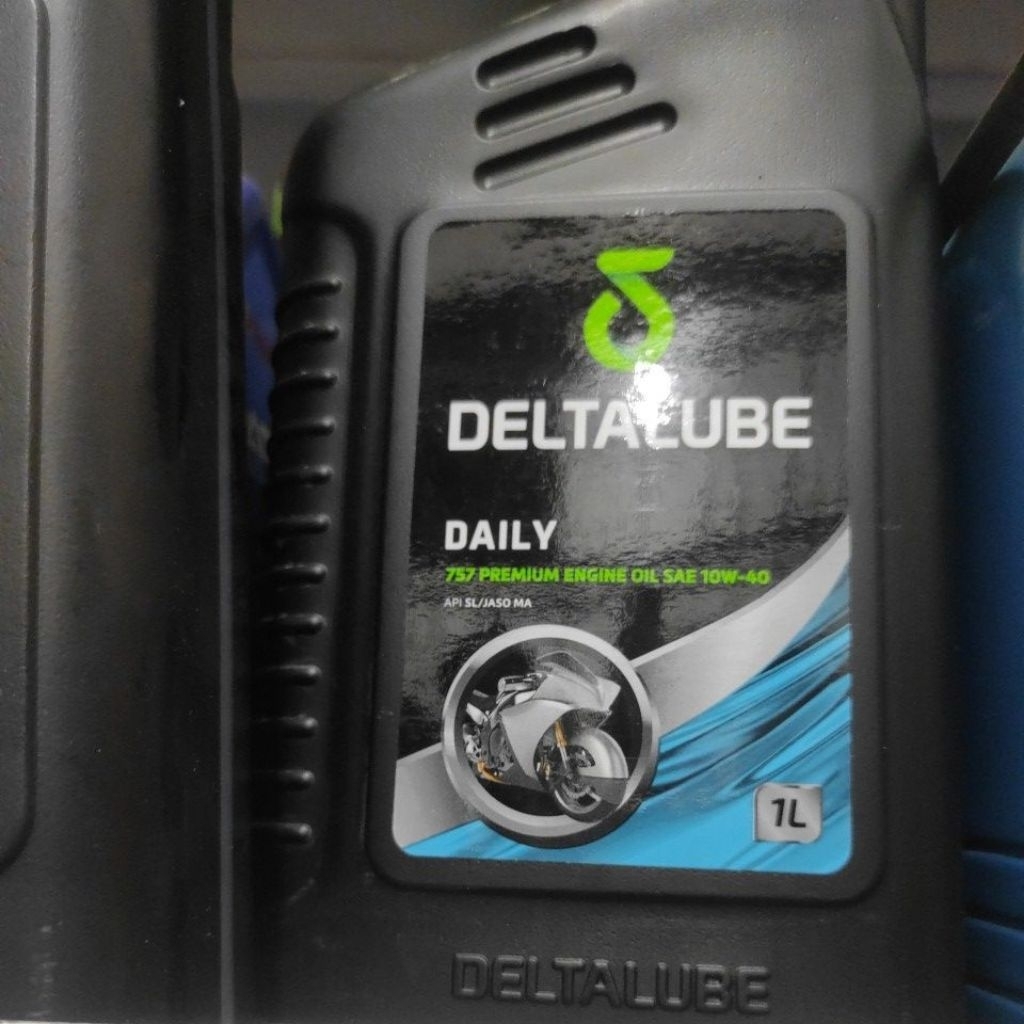 DELTALUBE
DAILY
757 PREMIUM ENGINE OIL SAE 10W-40
API SL/JASO MA
1L
DELTALUBE